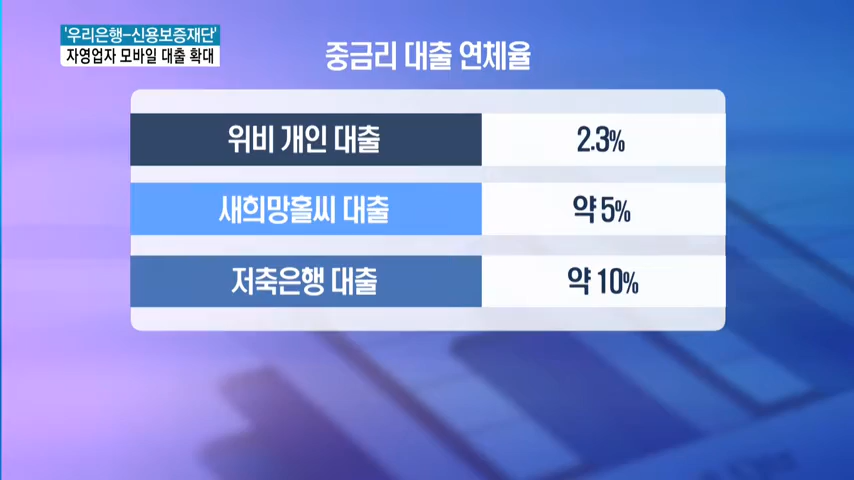 '우리은행-신용보증재단'
자영업자 모바일 대출 확대
중금리 대출 연체율
위비 개인 대출 2.3%
새희망홀씨 대출 약 5%
저축은행 대출 약 10%